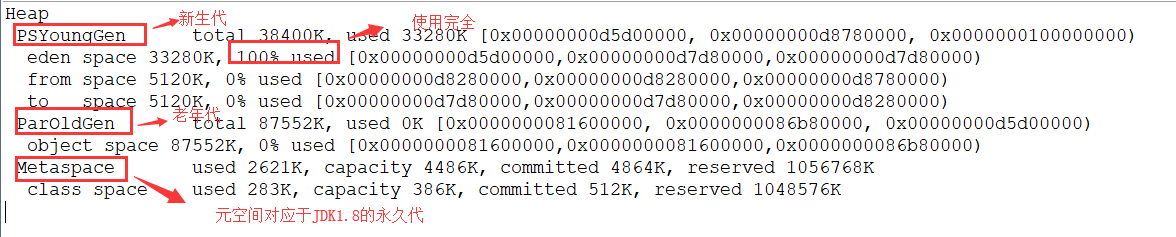 Heap
新生代
使用完全
PSYoungGen total 38400K, used 33280K [0x00000000d5d00000, 0x00000000d8780000, 0x0000000100000000)
eden space 33280K, 100% used [0x00000000d5d00000,0x00000000d7d80000,0x00000000d7d80000)
from space 5120K, 0% used [0x00000000d8280000,0x00000000d8280000,0x00000000d8780000)
to space 5120K, 0% used [0x00000000d7d80000,0x00000000d7d80000,0x00000000d8280000)
ParOldGen 老年代 total 87552K, used 0K [0x0000000081600000, 0x0000000086b80000, 0x00000000d5d00000)
object space 87552K, 0% used [0x0000000081600000,0x0000000081600000,0x0000000086b80000)
Metaspace used 2621K, capacity 4486K, committed 4864K, reserved 1056768K
class space used 283K, capacity 386K, committed 512K, reserved 1048576K
元空间对应于JDK1.8的永久代